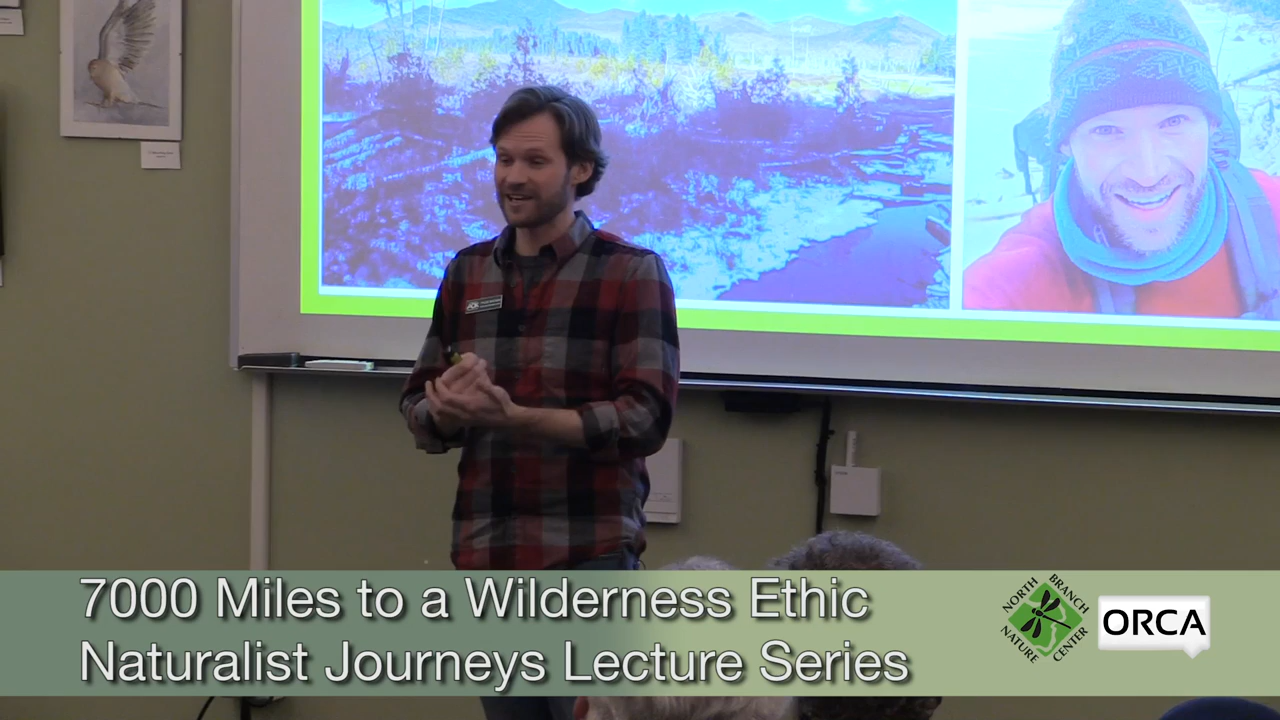 7000 Miles to a Wilderness Ethic
Naturalist Journeys Lecture Series
NORTH BRANCH
NATURE CENTER
ORCA